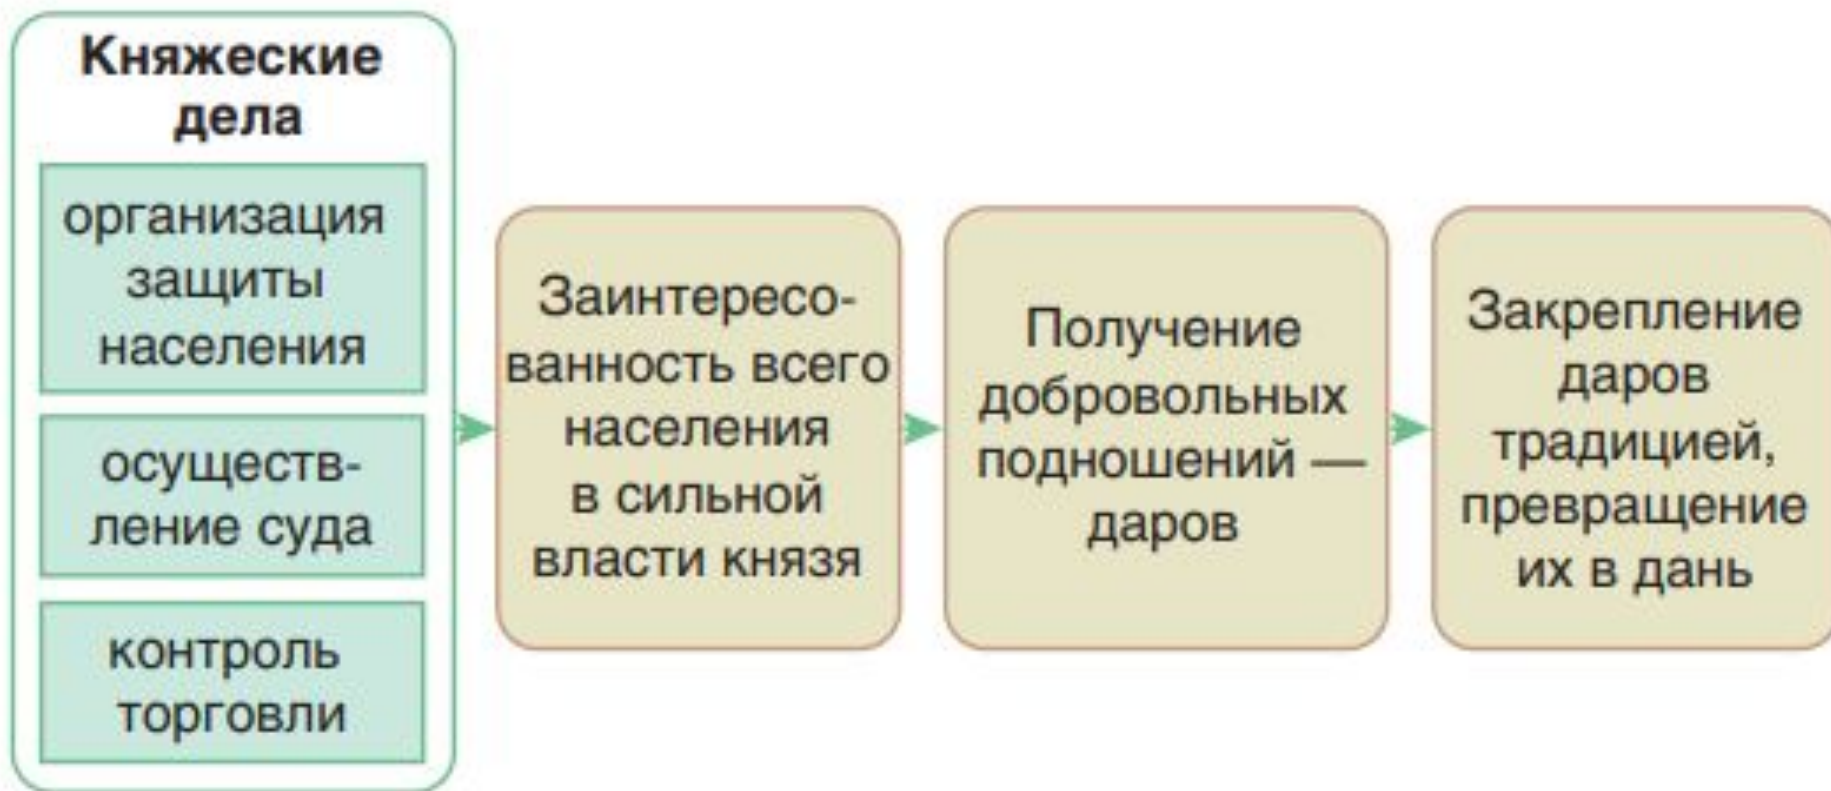 Княжеские
дела
организация
защиты
населения
осуществ-
ление суда
контроль
торговли
Заинтересо-
ванность всего
населения
в сильной
власти князя
Получение
добровольных
подношений —
даров
Закрепление
даров
традицией,
превращение
их в дань